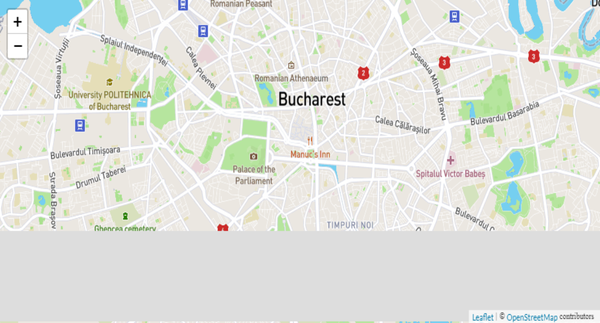 Romanian Peasant
+
−
Șoseaua Virtuții
Splaiul Independenței
Calea Plevnei
Romanian Athenaeum
2
3
3
Șoseaua Mihai Bravu
University POLITEHNICA
of Bucharest
Bucharest
Calea Călărașilor
Bulevardul Basarabia
Bulevardul Timișoara
Manuc's Inn
Drumul Taberei
Palace of the
Parliament
Spitalul Victor Babeș
Strada Brașov
Ghencea cemetery
TIMPURI NOI
Bulevardul
Leaflet | © OpenStreetMap contributors